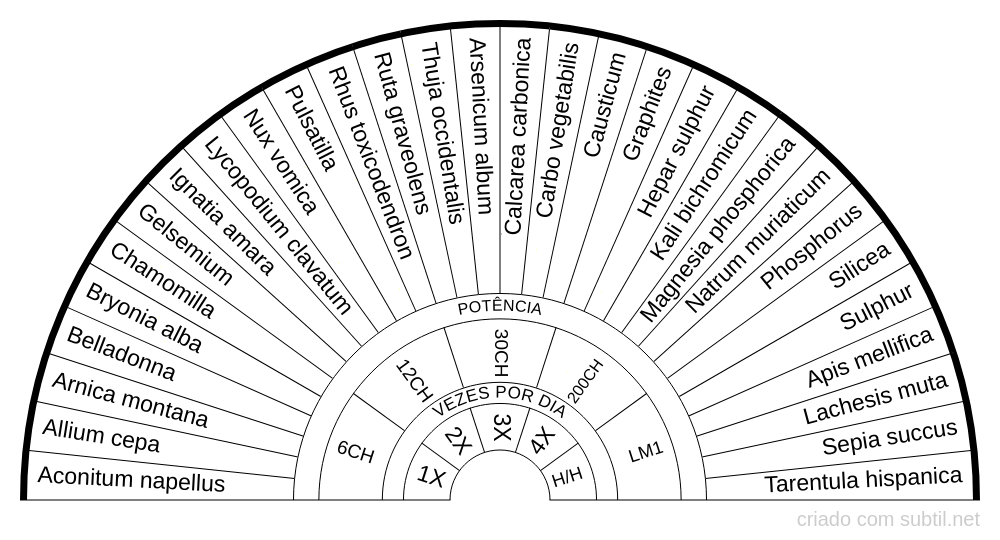 Aconitum napellus
Allium cepa
Arnica montana
Belladonna
Bryonia alba
Chamomilla
Gelsemium
Ignatia amara
Lycopodium clavatum
Nux vomica
Pulsatilla
Rhus toxicodendron
Ruta graveolens
Thuja occidentalis
Arsenicum album
Calcarea carbonica
Carbo vegetabilis
Causticum
Graphites
Hepar sulphur
Kali bichromicum
Magnesia phosphorica
Natrum muriaticum
Phosphorus
Silicea
Sulphur
Apis mellifica
Lachesis muta
Sepia succus
Tarentula hispanica
POTÊNCIA
6CH
12CH
30CH
200CH
LM1
VEZES POR DIA
1X
2X
3X
4X
H/H
criado com subtil.net